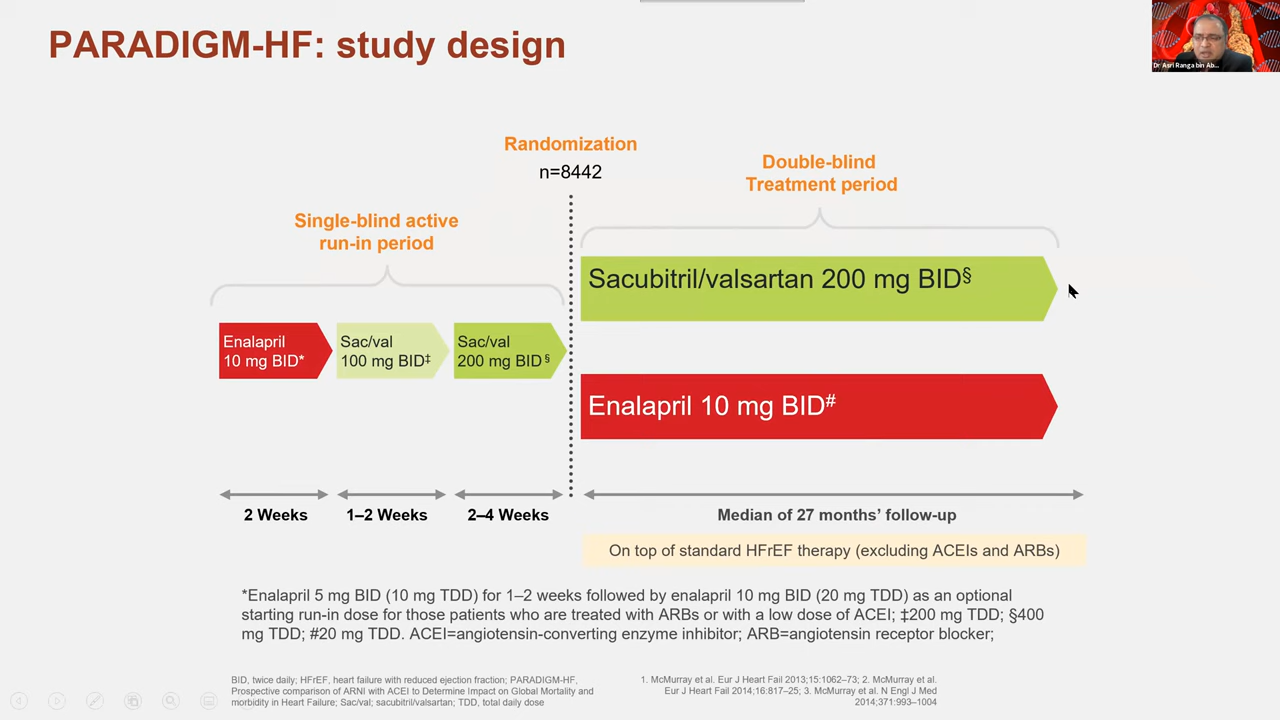 PARADIGM-HF: study design
Dr Asri Ranga bin Ab...
Randomization
n=8442
Double-blind
Treatment period
Single-blind active
run-in period
Sacubitril/valsartan 200 mg BID§
Enalapril
10 mg BID*
Sac/val
100 mg BID‡
Sac/val
200 mg BID§
Enalapril 10 mg BID#
2 Weeks
1–2 Weeks
2–4 Weeks
Median of 27 months’ follow-up
On top of standard HFrEF therapy (excluding ACEIs and ARBs)
*Enalapril 5 mg BID (10 mg TDD) for 1–2 weeks followed by enalapril 10 mg BID (20 mg TDD) as an optional
starting run-in dose for those patients who are treated with ARBs or with a low dose of ACEI; ‡200 mg TDD; §400
mg TDD; #20 mg TDD. ACEI=angiotensin-converting enzyme inhibitor; ARB=angiotensin receptor blocker;
BID, twice daily; HFrEF, heart failure with reduced ejection fraction; PARADIGM-HF,
Prospective comparison of ARNI with ACEI to Determine Impact on Global Mortality and
morbidity in Heart Failure; Sac/val; sacubitril/valsartan; TDD, total daily dose
1. McMurray et al. Eur J Heart Fail 2013;15:1062–73; 2. McMurray et al.
Eur J Heart Fail 2014;16:817–25; 3. McMurray et al. N Engl J Med
2014;371:993–1004